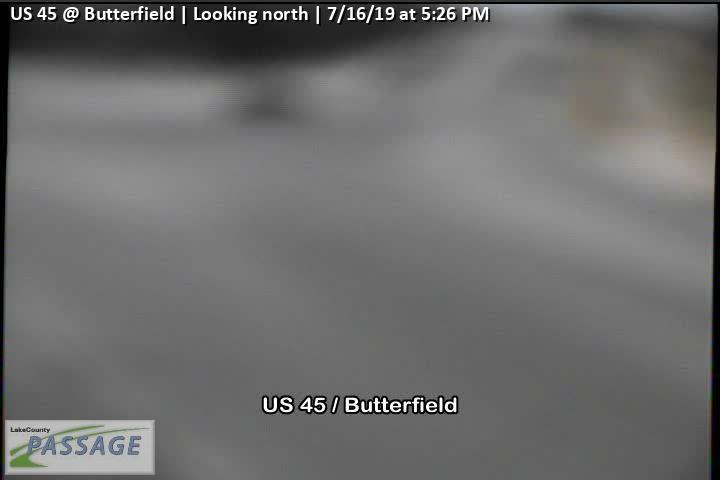 US 45 @ Butterfield | Looking north | 7/16/19 at 5:26 PM
US 45 / Butterfield
LakeCounty
PASSAGE